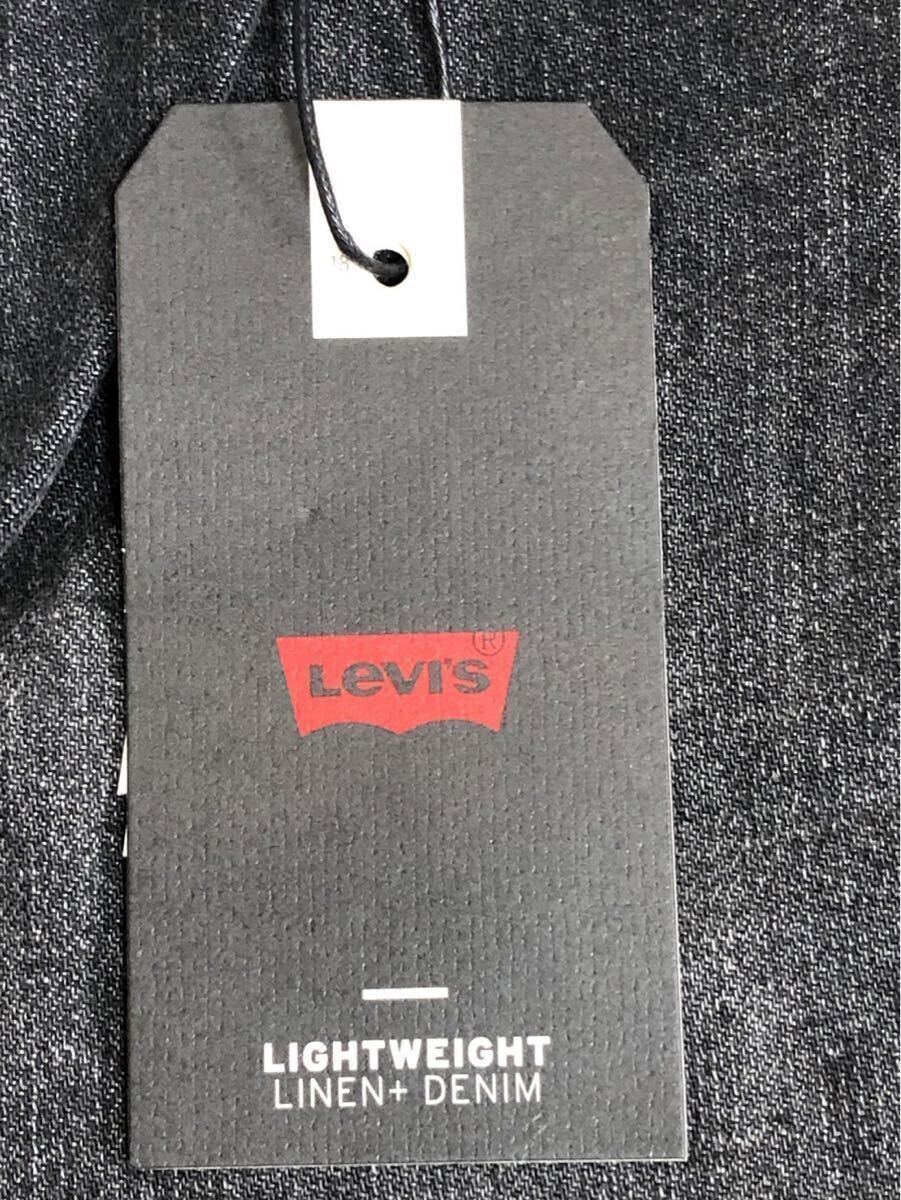 LEVI'S
®
LIGHTWEIGHT
LINEN+ DENIM